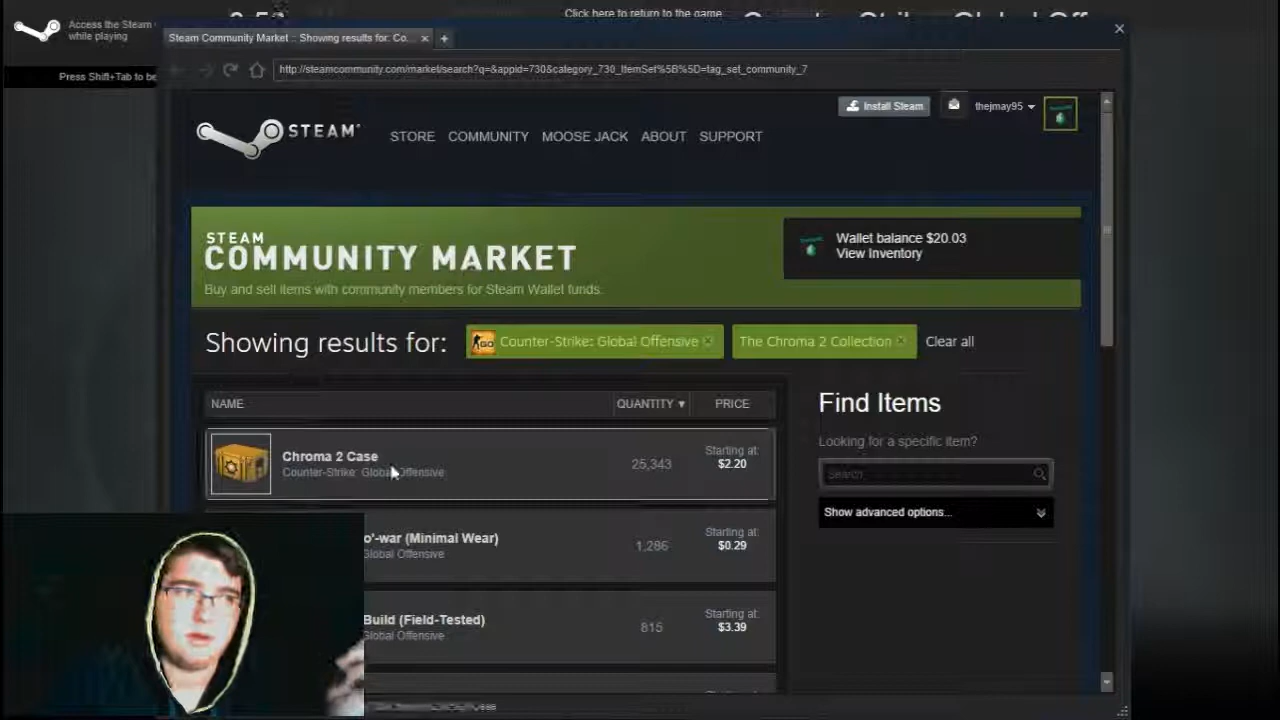 Access the Steam
while playing
Click here to return to the game
Press Shift+Tab to be
Steam Community Market :: Showing results for: Co...
http://steamcommunity.com/market/search?q=&appid=730&category_730_ItemSet%5B%5D=tag_set_community_7
Install Steam
thejmay95
STEAM
STORE COMMUNITY MOOSE JACK ABOUT SUPPORT
STEAM
COMMUNITY MARKET
Buy and sell items with community members for Steam Wallet funds.
Wallet balance $20.03
View Inventory
Showing results for:
Counter-Strike: Global Offensive
The Chroma 2 Collection
Clear all
NAME QUANTITY ▼ PRICE
Chroma 2 Case
Counter-Strike: Global Offensive
25,343
Starting at:
$2.20
o'-war (Minimal Wear)
Global Offensive
1,286
Starting at:
$0.29
Build (Field-Tested)
Global Offensive
815
Starting at:
$3.39
Find Items
Looking for a specific item?
Search
Show advanced options...